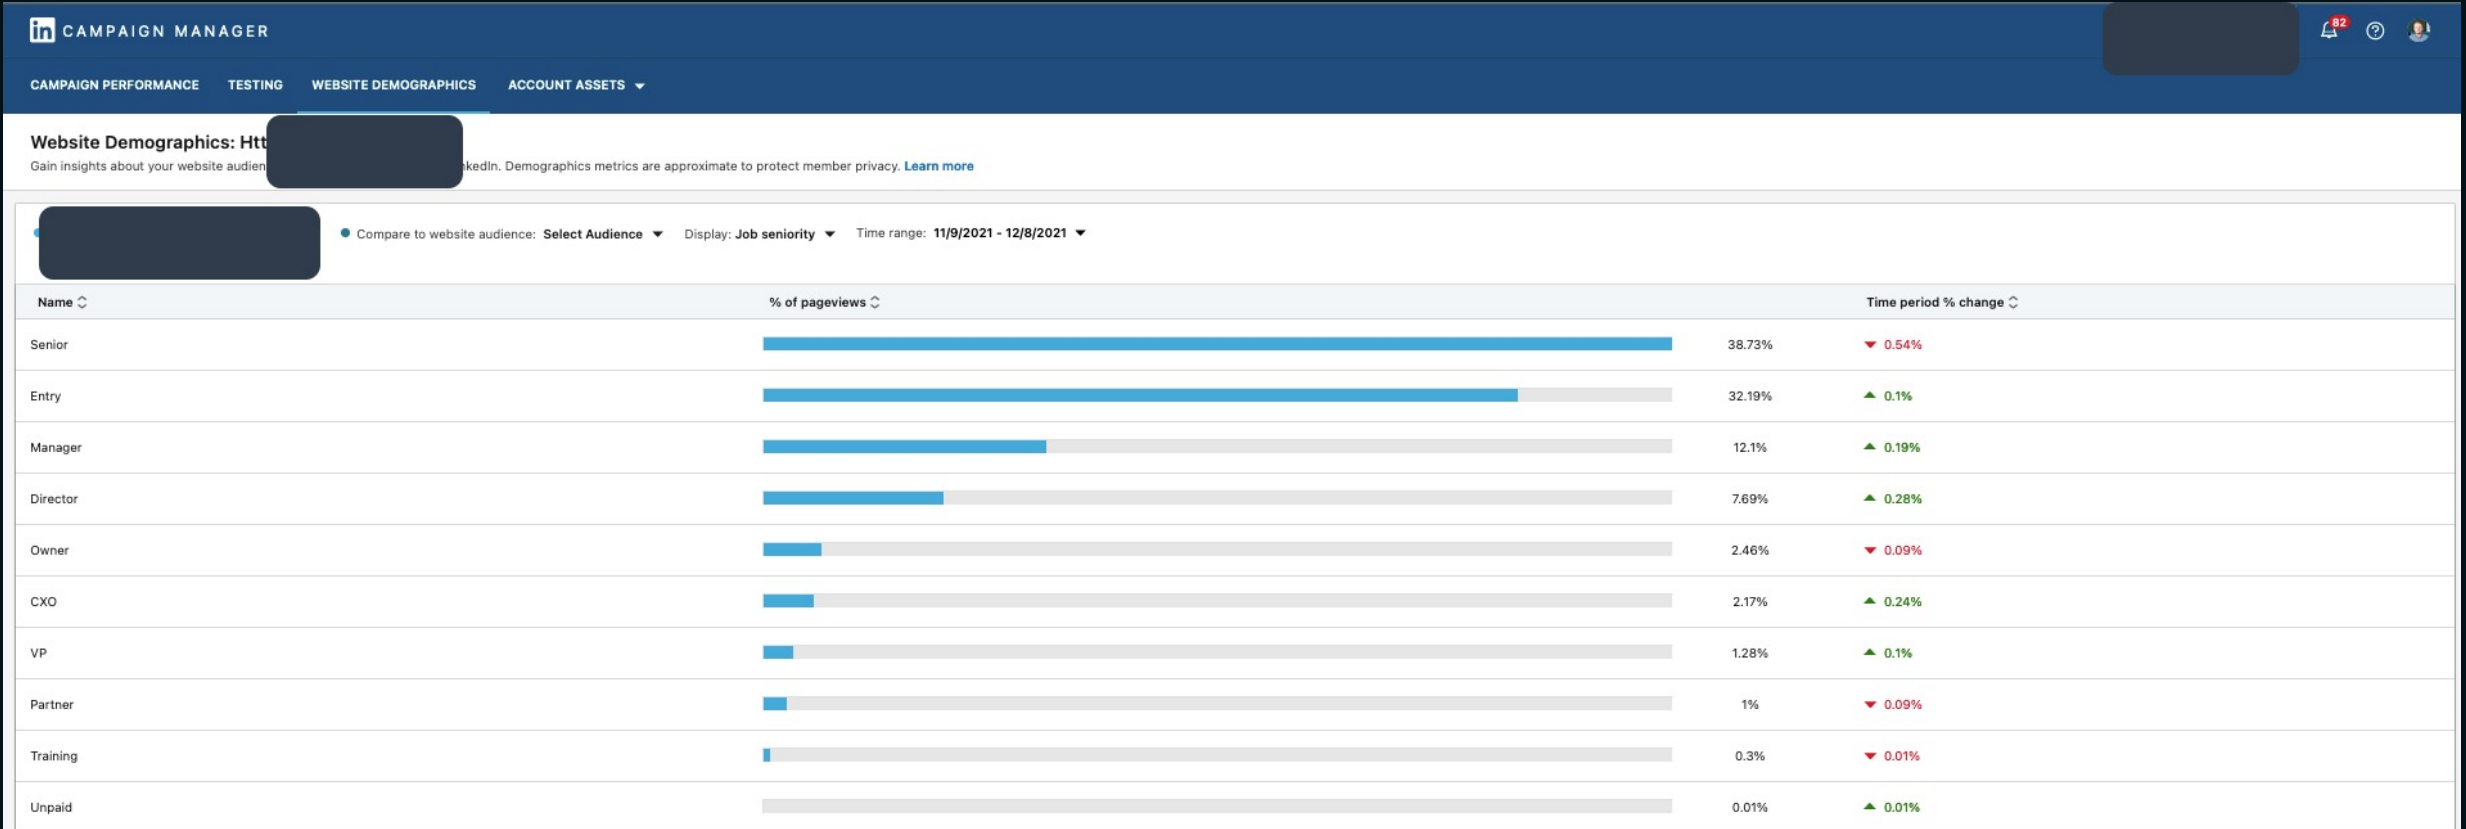 in CAMPAIGN MANAGER
82
CAMPAIGN PERFORMANCE TESTING WEBSITE DEMOGRAPHICS ACCOUNT ASSETS
Website Demographics: Htt
Gain insights about your website audien kedIn. Demographics metrics are approximate to protect member privacy. Learn more
Compare to website audience: Select Audience Display: Job seniority Time range: 11/9/2021 - 12/8/2021
Name % of pageviews Time period % change
Senior 38.73% 0.54%
Entry 32.19% 0.1%
Manager 12.1% 0.19%
Director 7.69% 0.28%
Owner 2.46% 0.09%
CXO 2.17% 0.24%
VP 1.28% 0.1%
Partner 1% 0.09%
Training 0.3% 0.01%
Unpaid 0.01% 0.01%